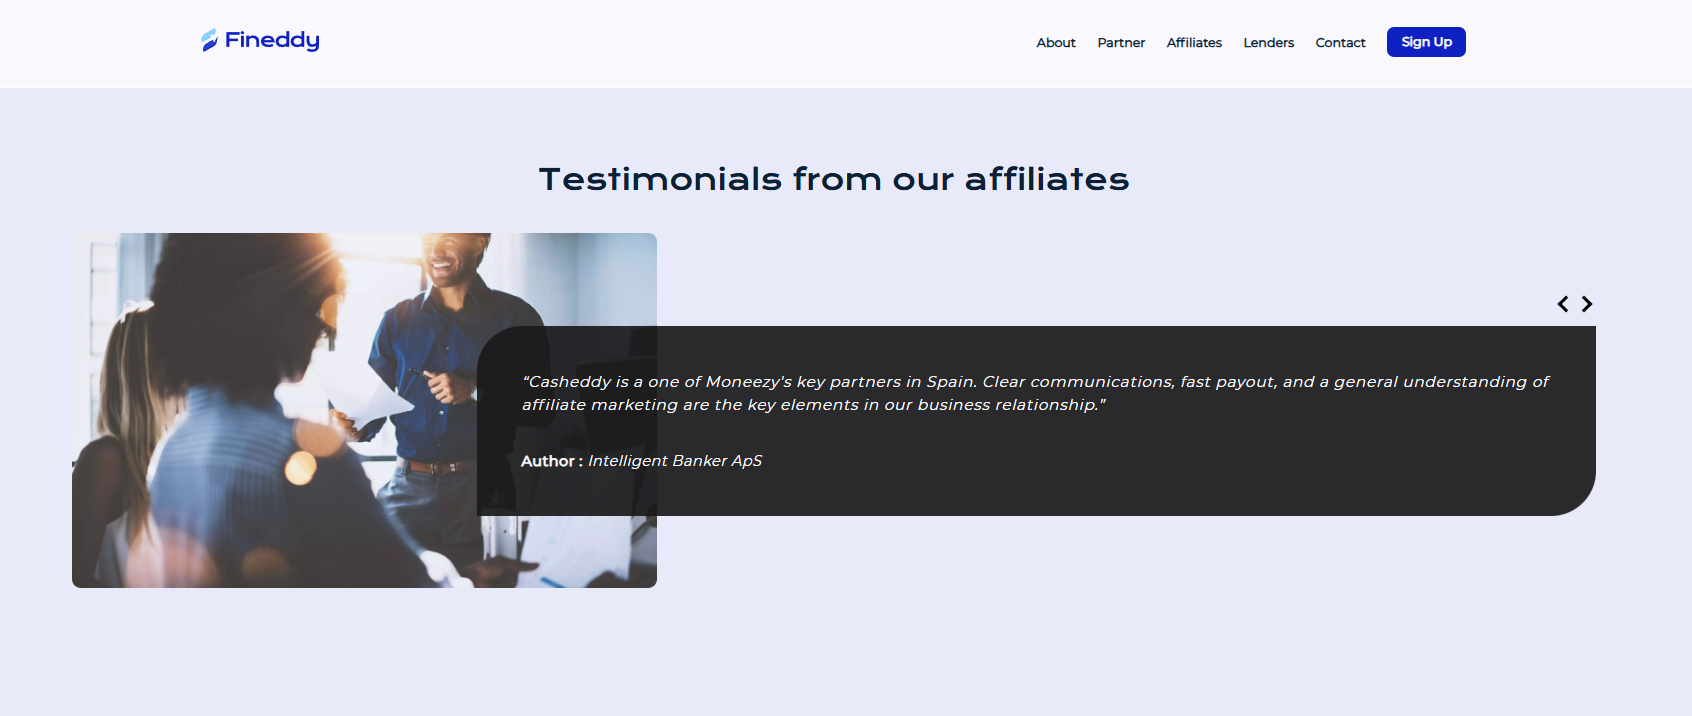 Fineddy
About Partner Affiliates Lenders Contact Sign Up
Testimonials from our affiliates
“Casheddy is a one of Moneezy's key partners in Spain. Clear communications, fast payout, and a general understanding of
affiliate marketing are the key elements in our business relationship.”
Author : Intelligent Banker ApS